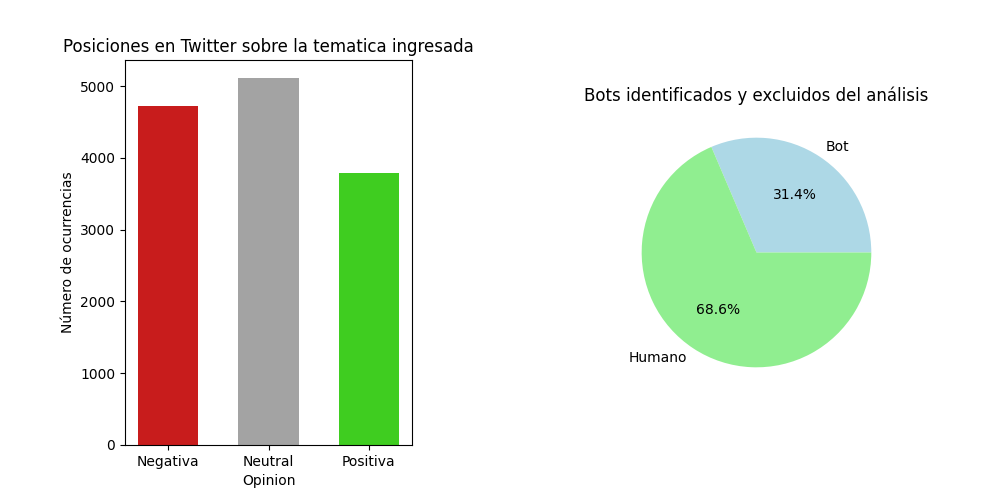 Posiciones en Twitter sobre la tematica ingresada
Número de ocurrencias
5000
4000
3000
2000
1000
0
Negativa
Neutral
Positiva
Opinion
Bots identificados y excluidos del análisis
Bot
31.4%
68.6%
Humano